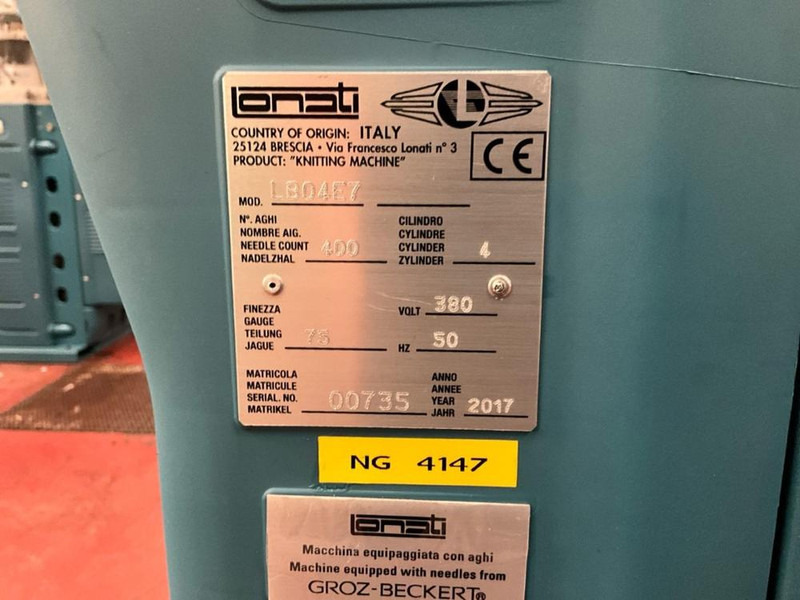 Lonati
L
COUNTRY OF ORIGIN: ITALY
25124 BRESCIA • Via Francesco Lonati n° 3
PRODUCT: "KNITTING MACHINE"
CE
MOD. LB04E7
N°. AGHI
NOMBRE AIG.
NEEDLE COUNT 400
NADELZHAL
CILINDRO
CYLINDRE
CYLINDER 4
ZYLINDER
FINEZZA
GAUGE
TEILUNG
JAGUE
VOLT 380
HZ 50
MATRICOLA
MATRICULE
SERIAL. NO. 00735
MATRIKEL
ANNO
ANNEE
YEAR 2017
JAHR
NG 4147
Lonati
Macchina equipaggiata con aghi
Machine equipped with needles from
GROZ-BECKERT®